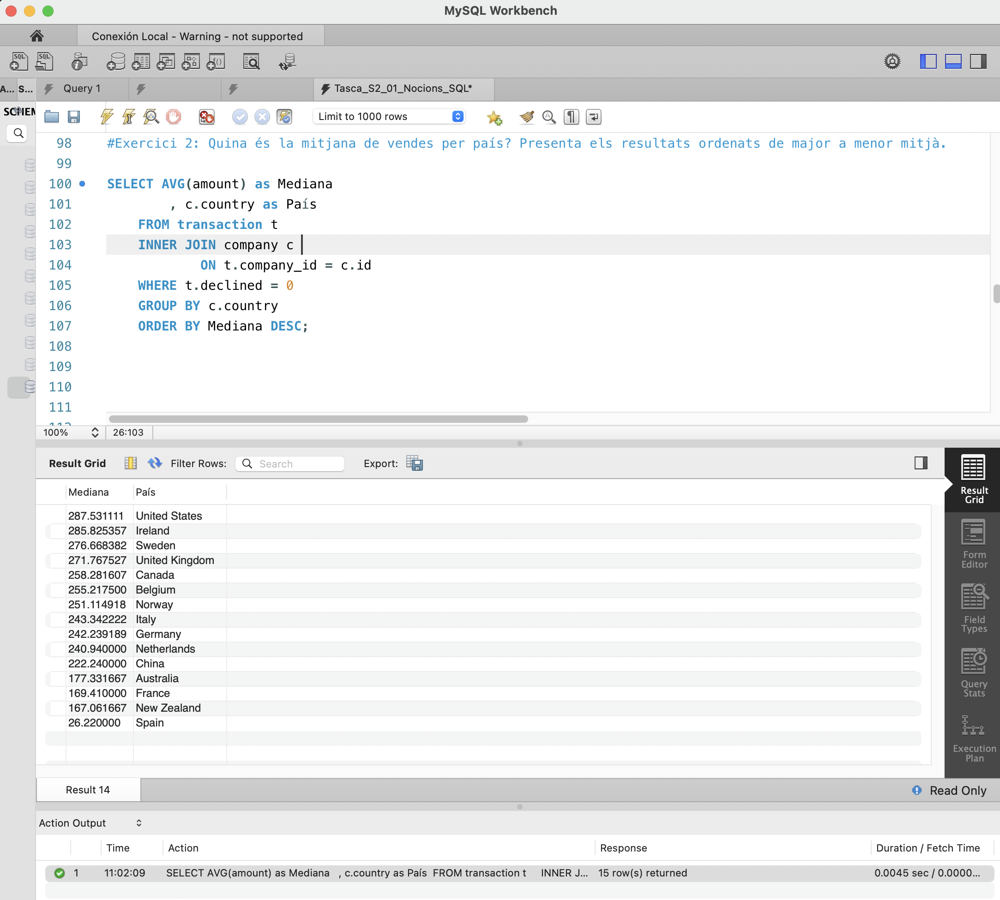 MySQL Workbench
Conexión Local - Warning - not supported
A... S... Query 1 Tasca_S2_01_Nocions_SQL*
SCHEM
Limit to 1000 rows
98 #Exercici 2: Quina és la mitjana de vendes per país? Presenta els resultats ordenats de major a menor mitjà.
99
100 SELECT AVG(amount) as Mediana
101 , c.country as País
102 FROM transaction t
103 INNER JOIN company c
104 ON t.company_id = c.id
105 WHERE t.declined = 0
106 GROUP BY c.country
107 ORDER BY Mediana DESC;
108
109
110
111
112
100% 26:103
Result Grid Filter Rows: Search Export:
Mediana País
287.531111 United States
285.825357 Ireland
276.668382 Sweden
271.767527 United Kingdom
258.281607 Canada
255.217500 Belgium
251.114918 Norway
243.342222 Italy
242.239189 Germany
240.940000 Netherlands
222.240000 China
177.331667 Australia
169.410000 France
167.061667 New Zealand
26.220000 Spain
Result
Grid
Form
Editor
Field
Types
Query
Stats
Execution
Plan
Result 14 Read Only
Action Output
Time Action Response Duration / Fetch Time
1 11:02:09 SELECT AVG(amount) as Mediana , c.country as País FROM transaction t INNER J... 15 row(s) returned 0.0045 sec / 0.0000...